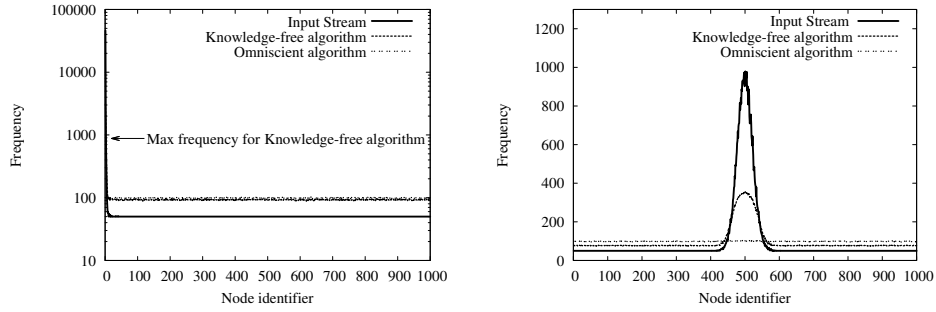 100000
10000
1000
100
10
Frequency
Input Stream
Knowledge-free algorithm
Omniscient algorithm
Max frequency for Knowledge-free algorithm
0 100 200 300 400 500 600 700 800 900 1000
Node identifier
1200
1000
800
600
400
200
0
Frequency
Input Stream
Knowledge-free algorithm
Omniscient algorithm
0 100 200 300 400 500 600 700 800 900 1000
Node identifier